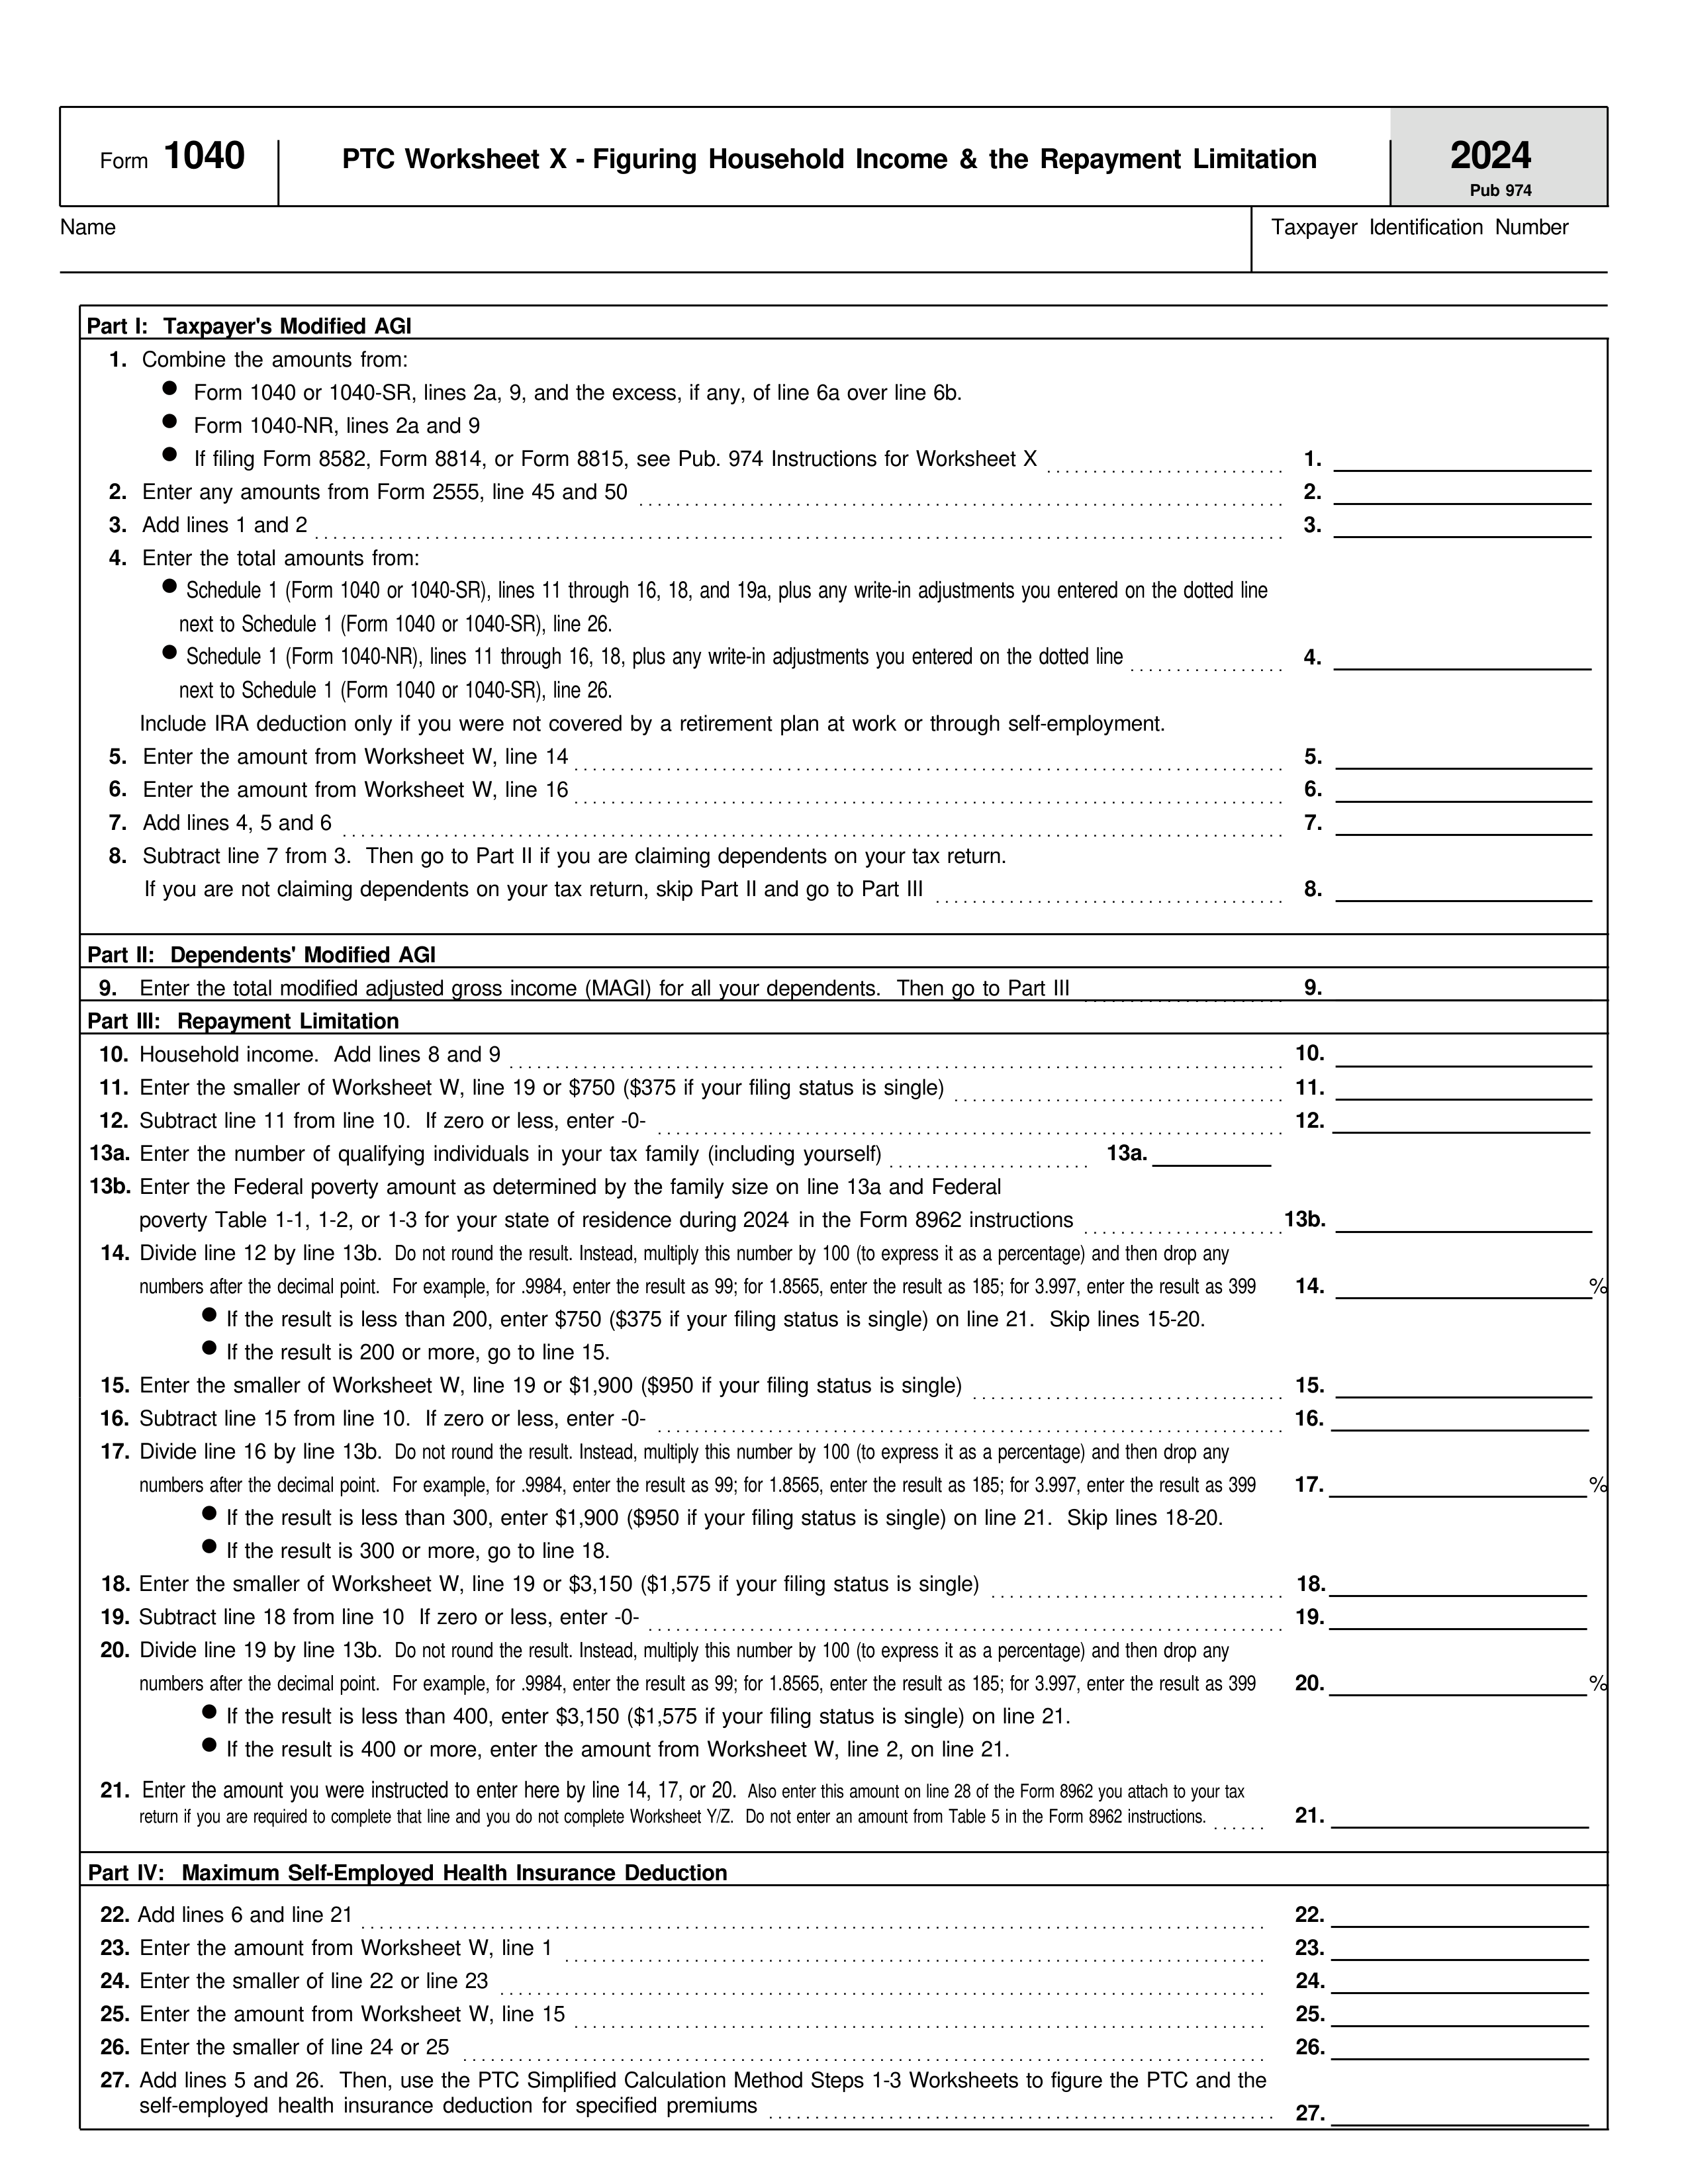 Form 1040
PTC Worksheet X - Figuring Household Income & the Repayment Limitation
2024
Pub 974
Name
Taxpayer Identification Number
Part I: Taxpayer's Modified AGI
1. Combine the amounts from:
● Form 1040 or 1040-SR, lines 2a, 9, and the excess, if any, of line 6a over line 6b.
● Form 1040-NR, lines 2a and 9
● If filing Form 8582, Form 8814, or Form 8815, see Pub. 974 Instructions for Worksheet X 1.
2. Enter any amounts from Form 2555, line 45 and 50 2.
3. Add lines 1 and 2 3.
4. Enter the total amounts from:
● Schedule 1 (Form 1040 or 1040-SR), lines 11 through 16, 18, and 19a, plus any write-in adjustments you entered on the dotted line
next to Schedule 1 (Form 1040 or 1040-SR), line 26.
● Schedule 1 (Form 1040-NR), lines 11 through 16, 18, plus any write-in adjustments you entered on the dotted line 4.
next to Schedule 1 (Form 1040 or 1040-SR), line 26.
Include IRA deduction only if you were not covered by a retirement plan at work or through self-employment.
5. Enter the amount from Worksheet W, line 14 5.
6. Enter the amount from Worksheet W, line 16 6.
7. Add lines 4, 5 and 6 7.
8. Subtract line 7 from 3. Then go to Part II if you are claiming dependents on your tax return.
If you are not claiming dependents on your tax return, skip Part II and go to Part III 8.
Part II: Dependents' Modified AGI
9. Enter the total modified adjusted gross income (MAGI) for all your dependents. Then go to Part III 9.
Part III: Repayment Limitation
10. Household income. Add lines 8 and 9 10.
11. Enter the smaller of Worksheet W, line 19 or $750 ($375 if your filing status is single) 11.
12. Subtract line 11 from line 10. If zero or less, enter -0- 12.
13a. Enter the number of qualifying individuals in your tax family (including yourself) 13a.
13b. Enter the Federal poverty amount as determined by the family size on line 13a and Federal
poverty Table 1-1, 1-2, or 1-3 for your state of residence during 2024 in the Form 8962 instructions 13b.
14. Divide line 12 by line 13b. Do not round the result. Instead, multiply this number by 100 (to express it as a percentage) and then drop any
numbers after the decimal point. For example, for .9984, enter the result as 99; for 1.8565, enter the result as 185; for 3.997, enter the result as 399 14. %
● If the result is less than 200, enter $750 ($375 if your filing status is single) on line 21. Skip lines 15-20.
● If the result is 200 or more, go to line 15.
15. Enter the smaller of Worksheet W, line 19 or $1,900 ($950 if your filing status is single) 15.
16. Subtract line 15 from line 10. If zero or less, enter -0- 16.
17. Divide line 16 by line 13b. Do not round the result. Instead, multiply this number by 100 (to express it as a percentage) and then drop any
numbers after the decimal point. For example, for .9984, enter the result as 99; for 1.8565, enter the result as 185; for 3.997, enter the result as 399 17. %
● If the result is less than 300, enter $1,900 ($950 if your filing status is single) on line 21. Skip lines 18-20.
● If the result is 300 or more, go to line 18.
18. Enter the smaller of Worksheet W, line 19 or $3,150 ($1,575 if your filing status is single) 18.
19. Subtract line 18 from line 10 If zero or less, enter -0- 19.
20. Divide line 19 by line 13b. Do not round the result. Instead, multiply this number by 100 (to express it as a percentage) and then drop any
numbers after the decimal point. For example, for .9984, enter the result as 99; for 1.8565, enter the result as 185; for 3.997, enter the result as 399 20. %
● If the result is less than 400, enter $3,150 ($1,575 if your filing status is single) on line 21.
● If the result is 400 or more, enter the amount from Worksheet W, line 2, on line 21.
21. Enter the amount you were instructed to enter here by line 14, 17, or 20. Also enter this amount on line 28 of the Form 8962 you attach to your tax
return if you are required to complete that line and you do not complete Worksheet Y/Z. Do not enter an amount from Table 5 in the Form 8962 instructions. 21.
Part IV: Maximum Self-Employed Health Insurance Deduction
22. Add lines 6 and line 21 22.
23. Enter the amount from Worksheet W, line 1 23.
24. Enter the smaller of line 22 or line 23 24.
25. Enter the amount from Worksheet W, line 15 25.
26. Enter the smaller of line 24 or 25 26.
27. Add lines 5 and 26. Then, use the PTC Simplified Calculation Method Steps 1-3 Worksheets to figure the PTC and the
self-employed health insurance deduction for specified premiums 27.